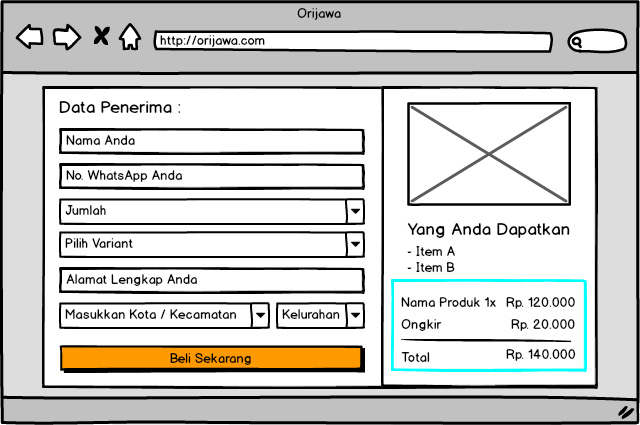 Orijawa
http://orijawa.com
Data Penerima :
Nama Anda
No. WhatsApp Anda
Jumlah
Pilih Variant
Alamat Lengkap Anda
Masukkan Kota / Kecamatan
Kelurahan
Beli Sekarang
Yang Anda Dapatkan
- Item A
- Item B
Nama Produk 1x Rp. 120.000
Ongkir Rp. 20.000
Total Rp. 140.000